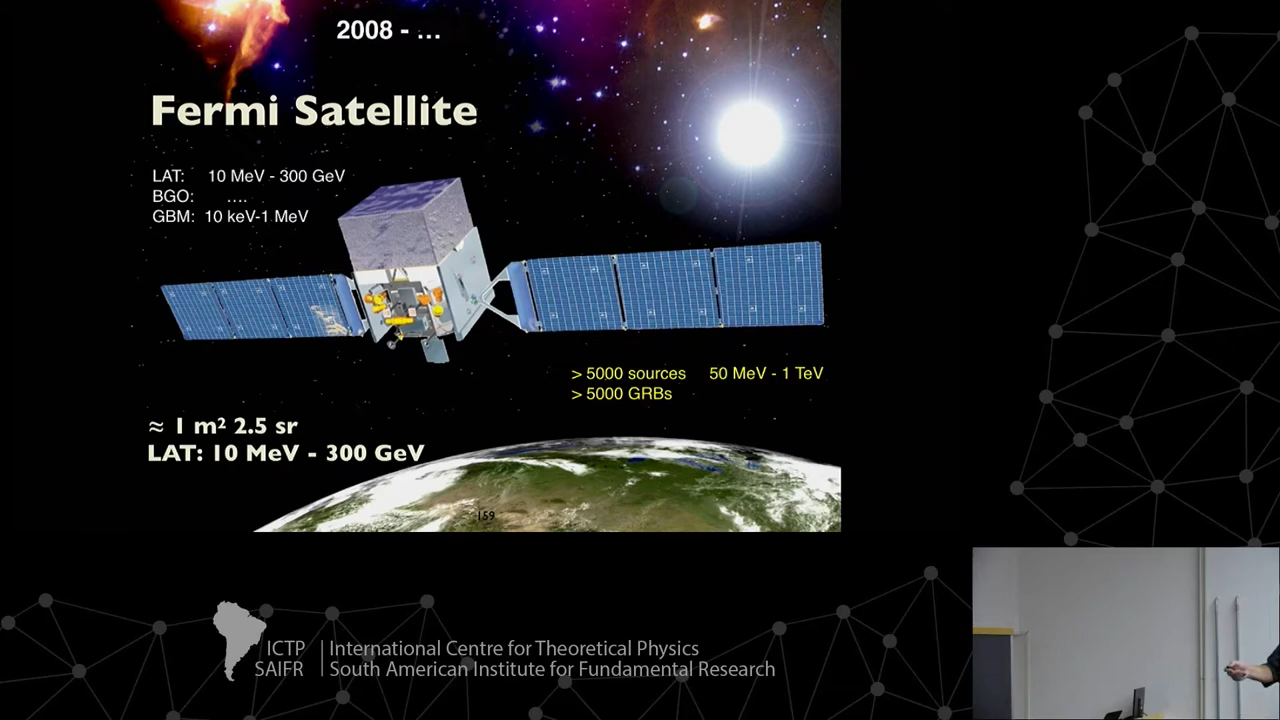 2008 - ...
Fermi Satellite
LAT: 10 MeV - 300 GeV
BGO: ....
GBM: 10 keV-1 MeV
> 5000 sources 50 MeV - 1 TeV
> 5000 GRBs
≈ 1 m² 2.5 sr
LAT: 10 MeV - 300 GeV
159
ICTP International Centre for Theoretical Physics
SAIFR South American Institute for Fundamental Research